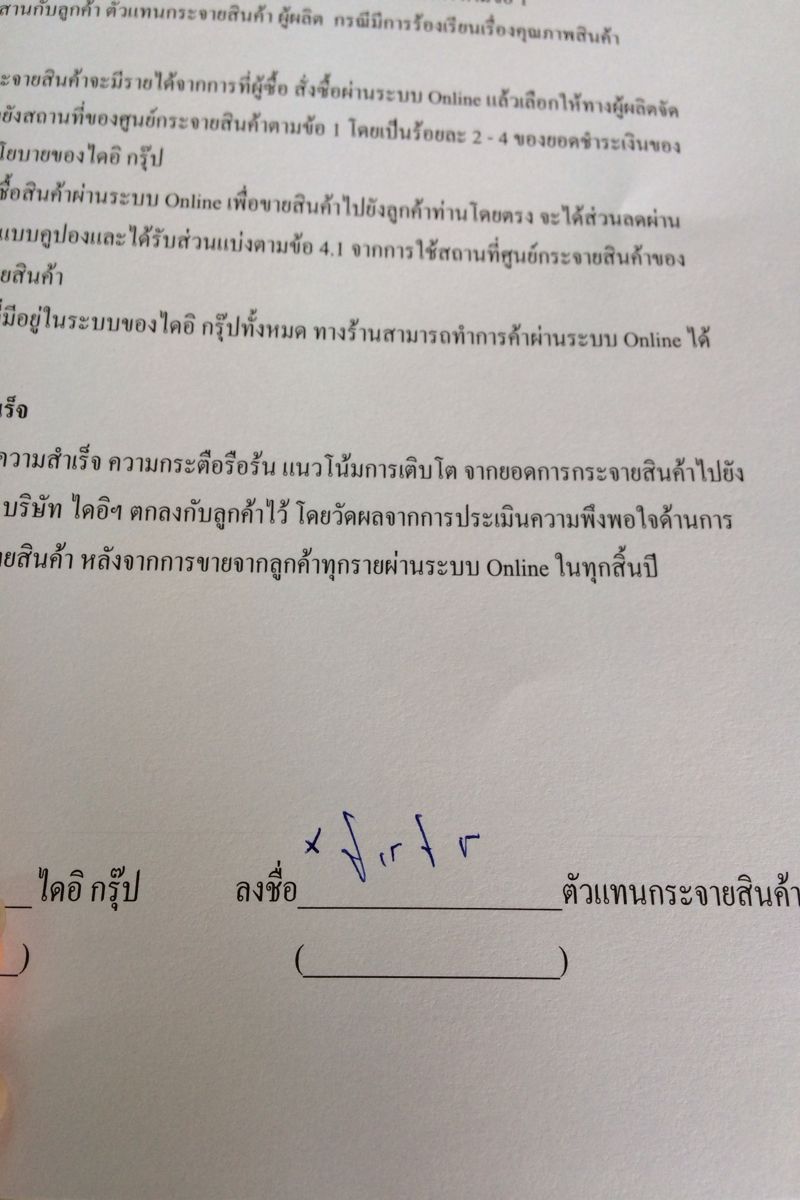 สานกับลูกค้า ตัวแทนกระจายสินค้า ผู้ผลิต กรณีมีการร้องเรียนเรื่องคุณภาพสินค้า
ะจายสินค้าจะมีรายได้จากการที่ผู้ซื้อ สั่งซื้อผ่านระบบ Online แล้วเลือกให้ทางผู้ผลิตจัด
ยังสถานที่ของศูนย์กระจายสินค้าตามข้อ 1 โดยเป็นร้อยละ 2 - 4 ของยอดชำระเงินของ
โยบายของไดอิ กรุ๊ป
ซื้อสินค้าผ่านระบบ Online เพื่อขายสินค้าไปยังลูกค้าท่านโดยตรง จะได้ส่วนลดผ่าน
แบบคูปองและได้รับส่วนแบ่งตามข้อ 4.1 จากการใช้สถานที่ศูนย์กระจายสินค้าของ
ยสินค้า
มีอยู่ในระบบของไดอิ กรุ๊ปทั้งหมด ทางร้านสามารถทำการค้าผ่านระบบ Online ได้
ร็จ
ความสำเร็จ ความกระตือรือร้น แนวโน้มการเติบโต จากยอดการกระจายสินค้าไปยัง
บริษัท ไดอิฯ ตกลงกับลูกค้าไว้ โดยวัดผลจากการประเมินความพึงพอใจด้านการ
ายสินค้า หลังจากการขายจากลูกค้าทุกรายผ่านระบบ Online ในทุกสิ้นปี
ไดอิ กรุ๊ป ลงชื่อ ตัวแทนกระจายสินค้า
) ( )